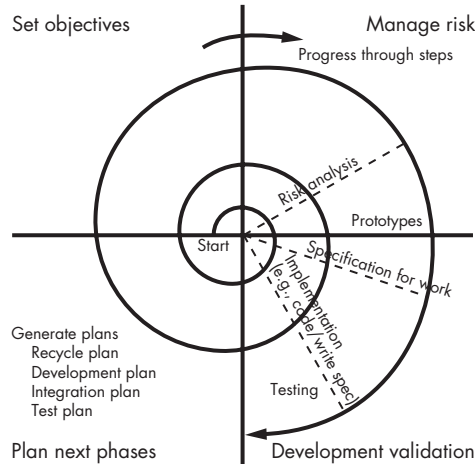 Set objectives
Manage risk
Progress through steps
Risk analysis
Prototypes
Start
Specification for work
Implementation
(e.g., code/write spec)
Generate plans
Recycle plan
Development plan
Integration plan
Test plan
Testing
Plan next phases
Development validation